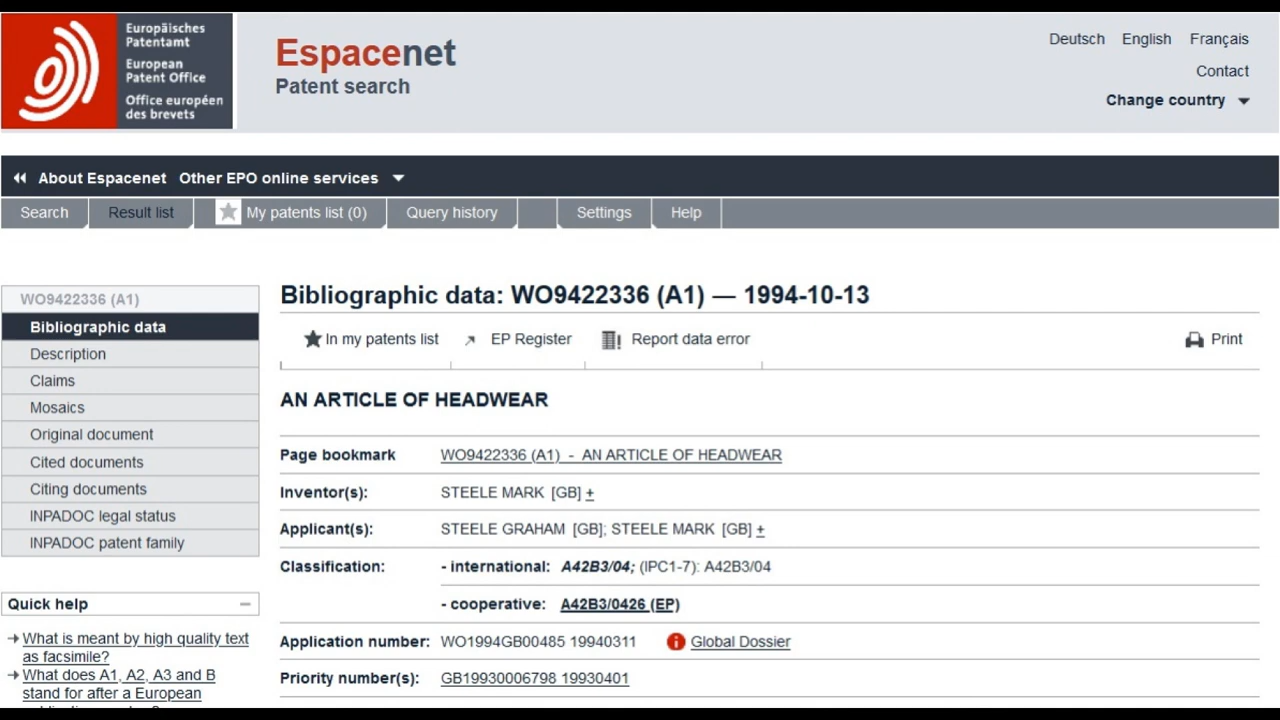 Europäisches
Patentamt
European
Patent Office
Office européen
des brevets
Espacenet
Patent search
Deutsch English Français
Contact
Change country
About Espacenet Other EPO online services
Search Result list My patents list (0) Query history Settings Help
WO9422336 (A1)
Bibliographic data
Description
Claims
Mosaics
Original document
Cited documents
Citing documents
INPADOC legal status
INPADOC patent family
Quick help
What is meant by high quality text
as facsimile?
What does A1, A2, A3 and B
stand for after a European
Bibliographic data: WO9422336 (A1) — 1994-10-13
In my patents list EP Register Report data error Print
AN ARTICLE OF HEADWEAR
Page bookmark WO9422336 (A1) - AN ARTICLE OF HEADWEAR
Inventor(s): STEELE MARK [GB] +
Applicant(s): STEELE GRAHAM [GB]; STEELE MARK [GB] +
Classification: - international: A42B3/04; (IPC1-7): A42B3/04
- cooperative: A42B3/0426 (EP)
Application number: WO1994GB00485 19940311 Global Dossier
Priority number(s): GB19930006798 19930401